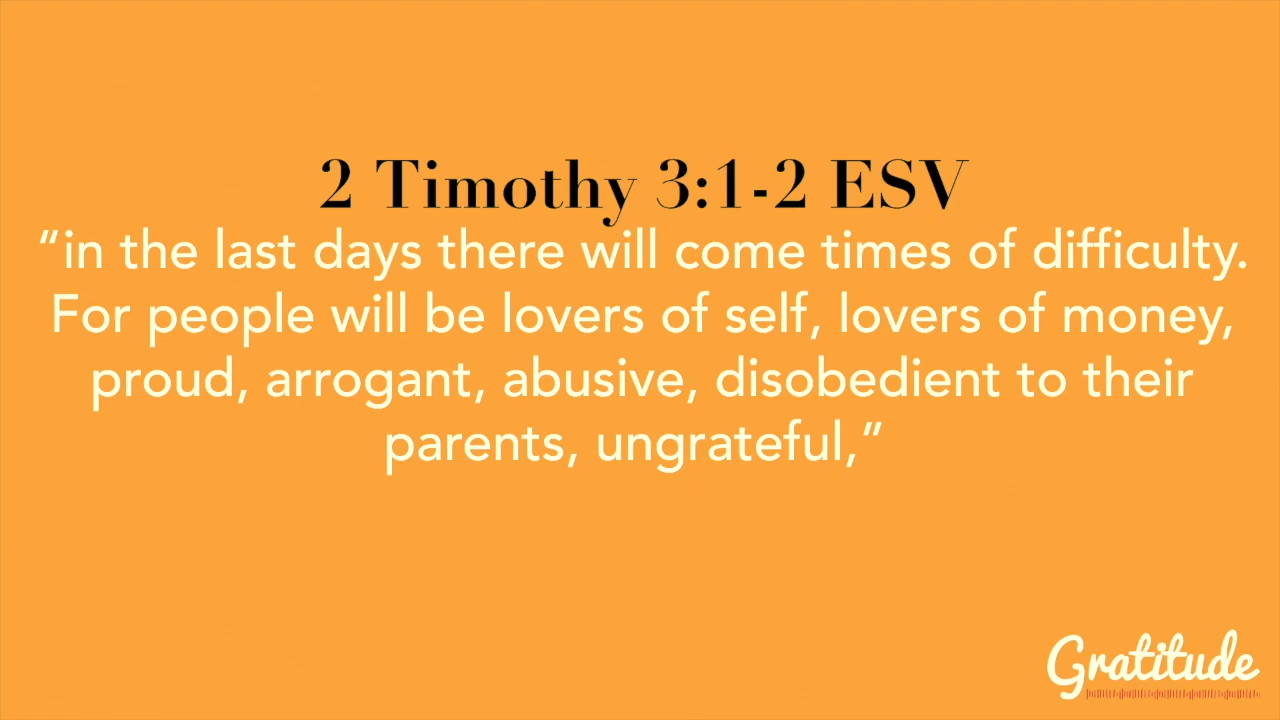 2 Timothy 3:1-2 ESV
“in the last days there will come times of difficulty.
For people will be lovers of self, lovers of money,
proud, arrogant, abusive, disobedient to their
parents, ungrateful,”
Gratitude